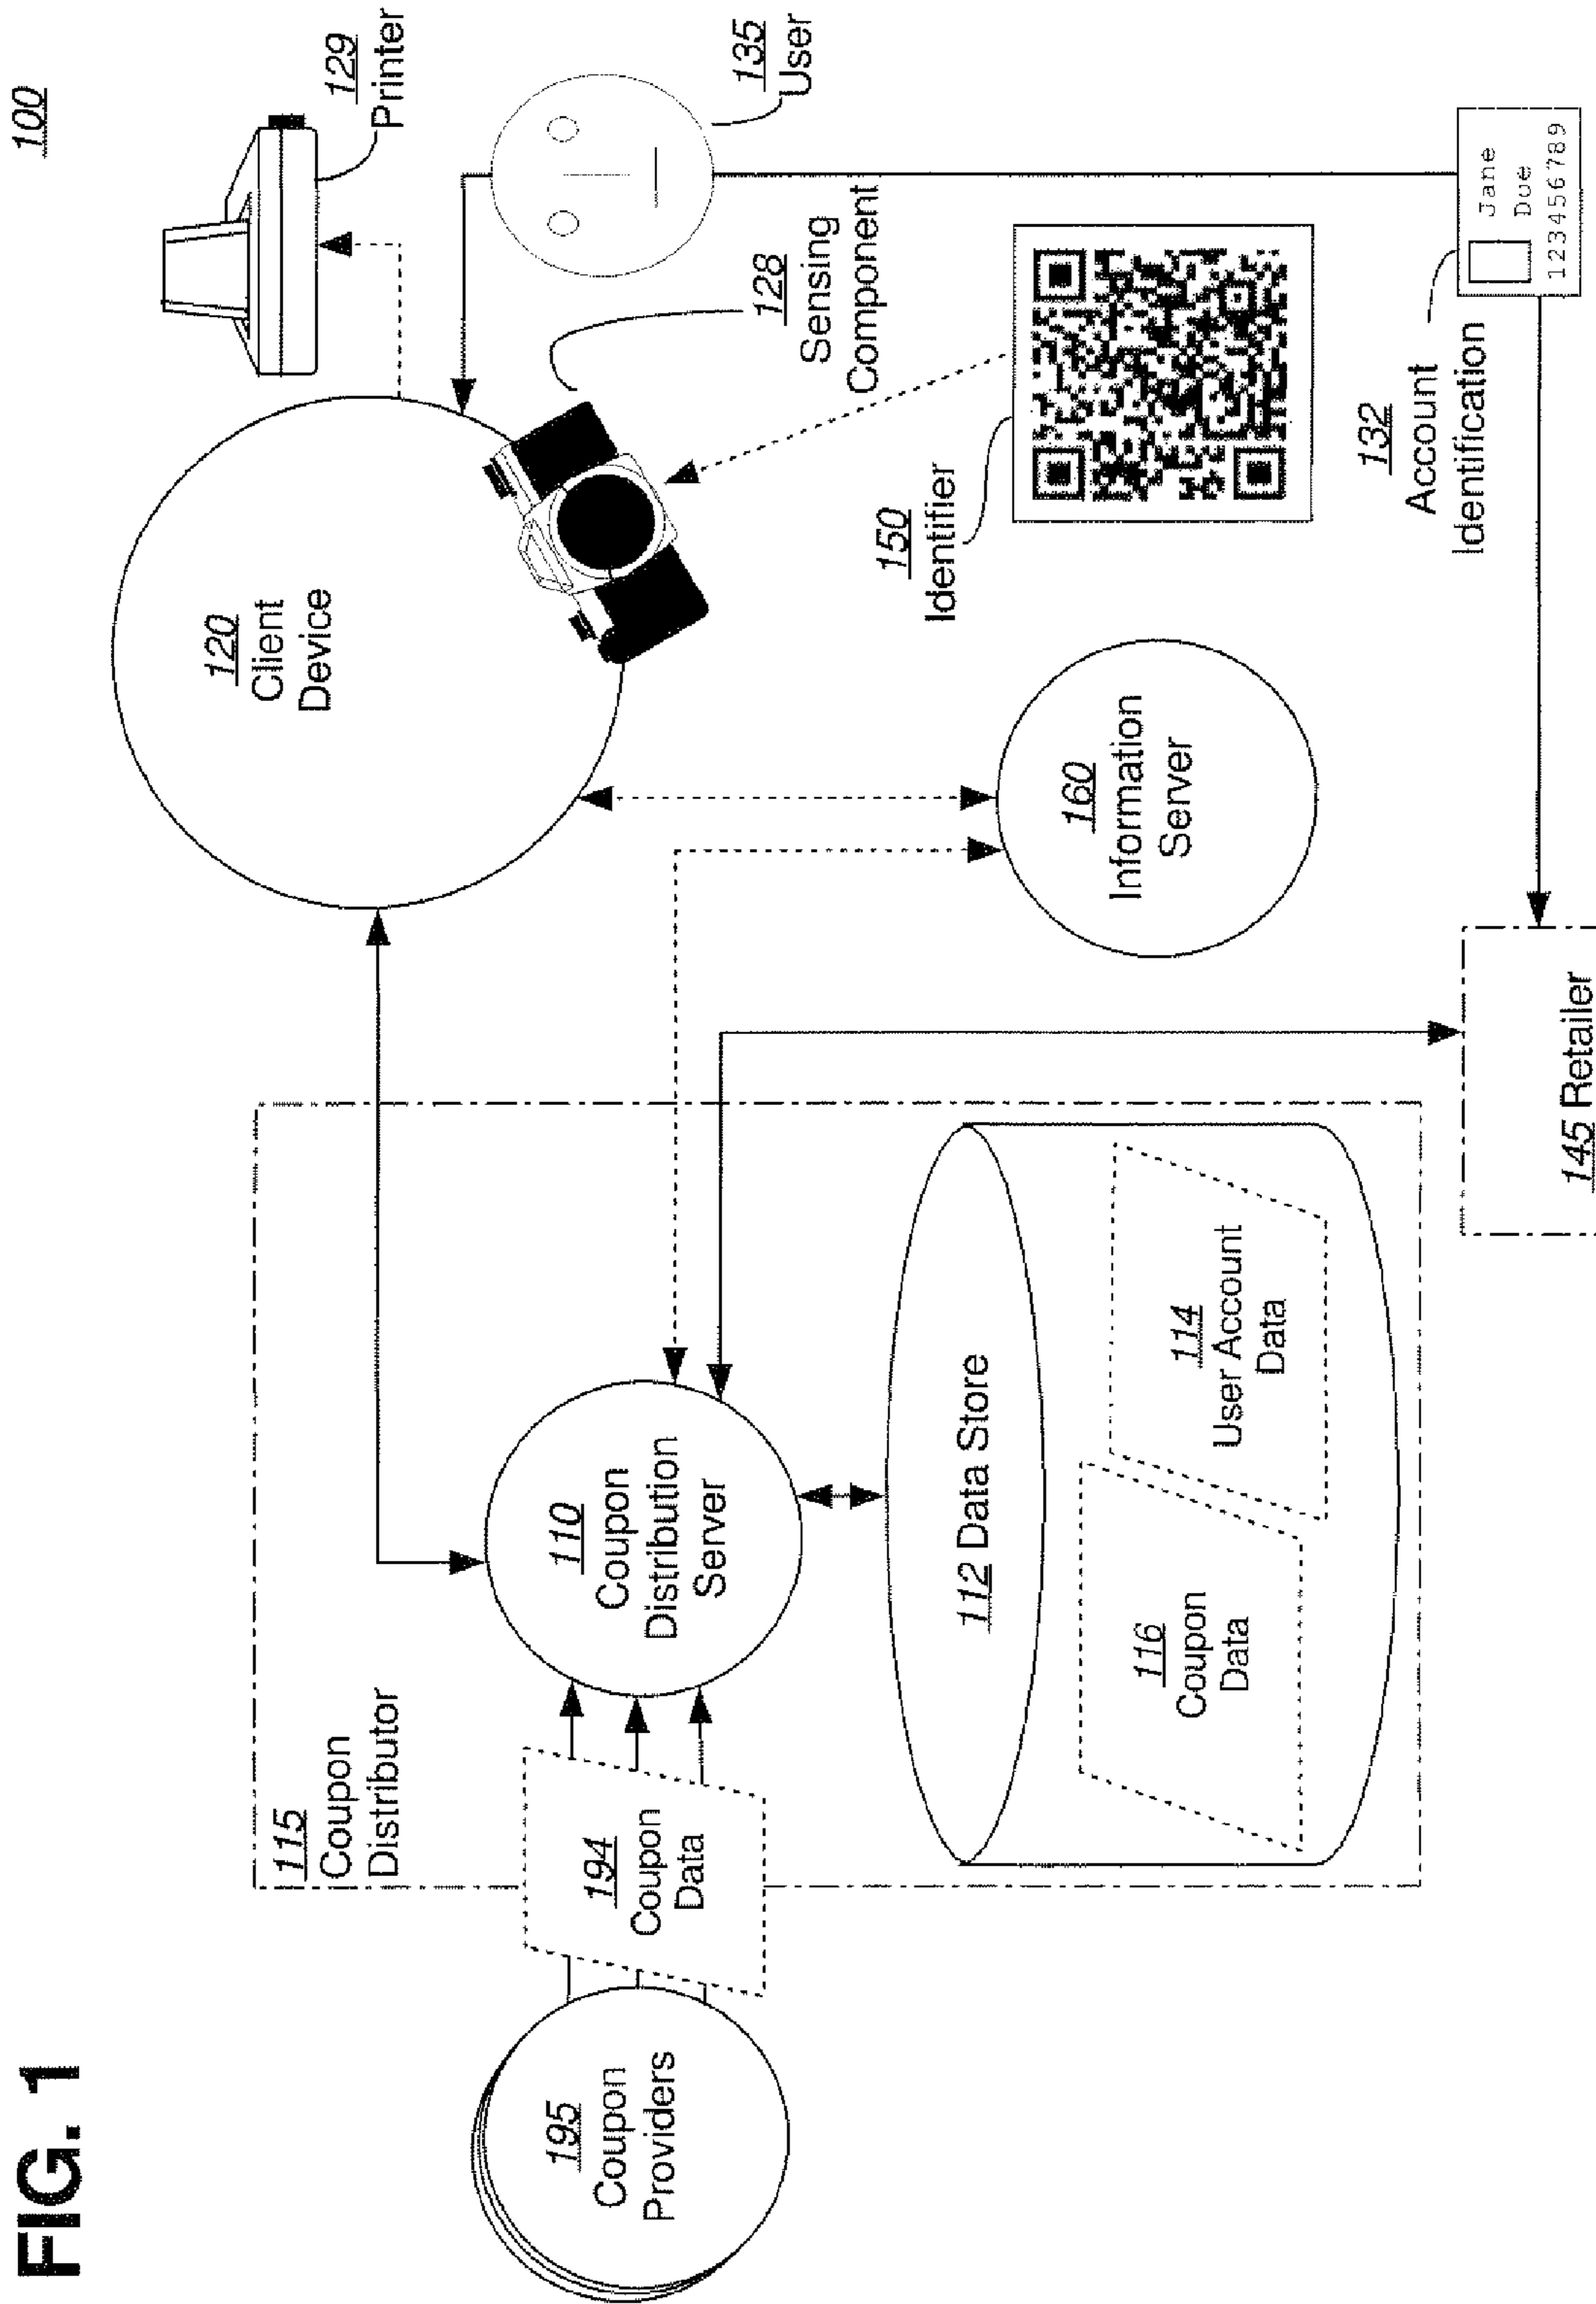 FIG. 1
100
115
Coupon
Distributor
120
Client
Device
129
Printer
195
Coupon
Providers
194
Coupon
Data
110
Coupon
Distribution
Server
128
Sensing
Component
135
User
112 Data Store
116
Coupon
Data
114
User Account
Data
160
Information
Server
150
Identifier
145 Retailer
132
Account
Identification
Jane
Due
123456789